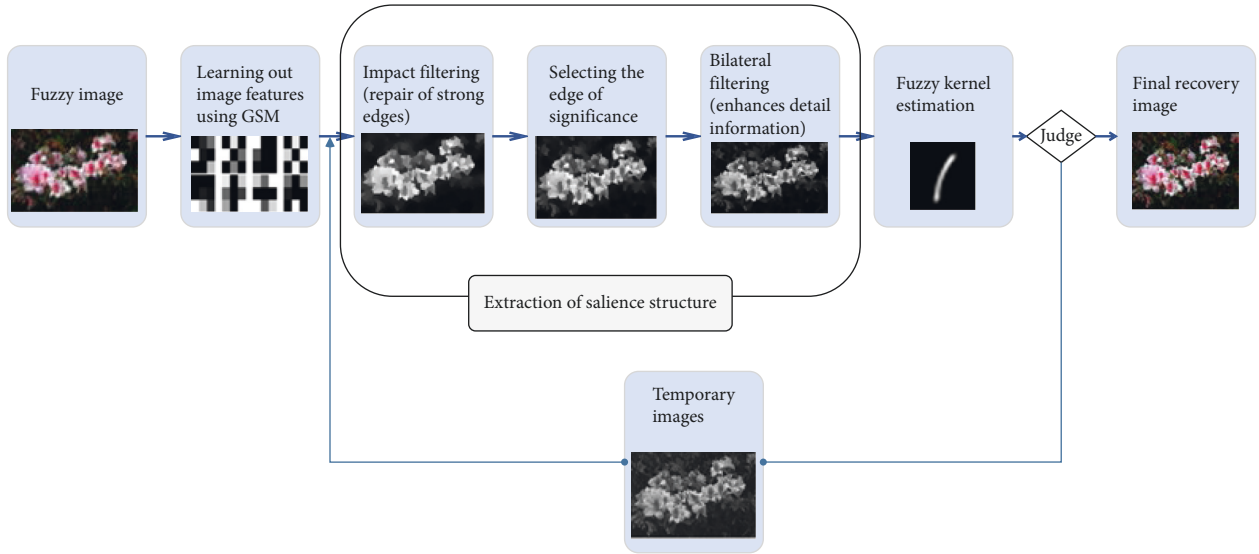 Fuzzy image
Learning out
image features
using GSM
Impact filtering
(repair of strong
edges)
Selecting the
edge of
significance
Bilateral
filtering
(enhances detail
information)
Fuzzy kernel
estimation
Judge
Final recovery
image
Extraction of salience structure
Temporary
images